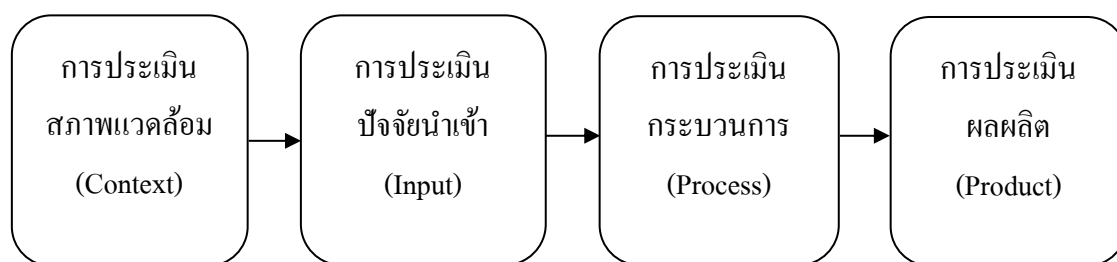 การประเมิน
สภาพแวดล้อม
(Context)
การประเมิน
ปัจจัยนำเข้า
(Input)
การประเมิน
กระบวนการ
(Process)
การประเมิน
ผลผลิต
(Product)